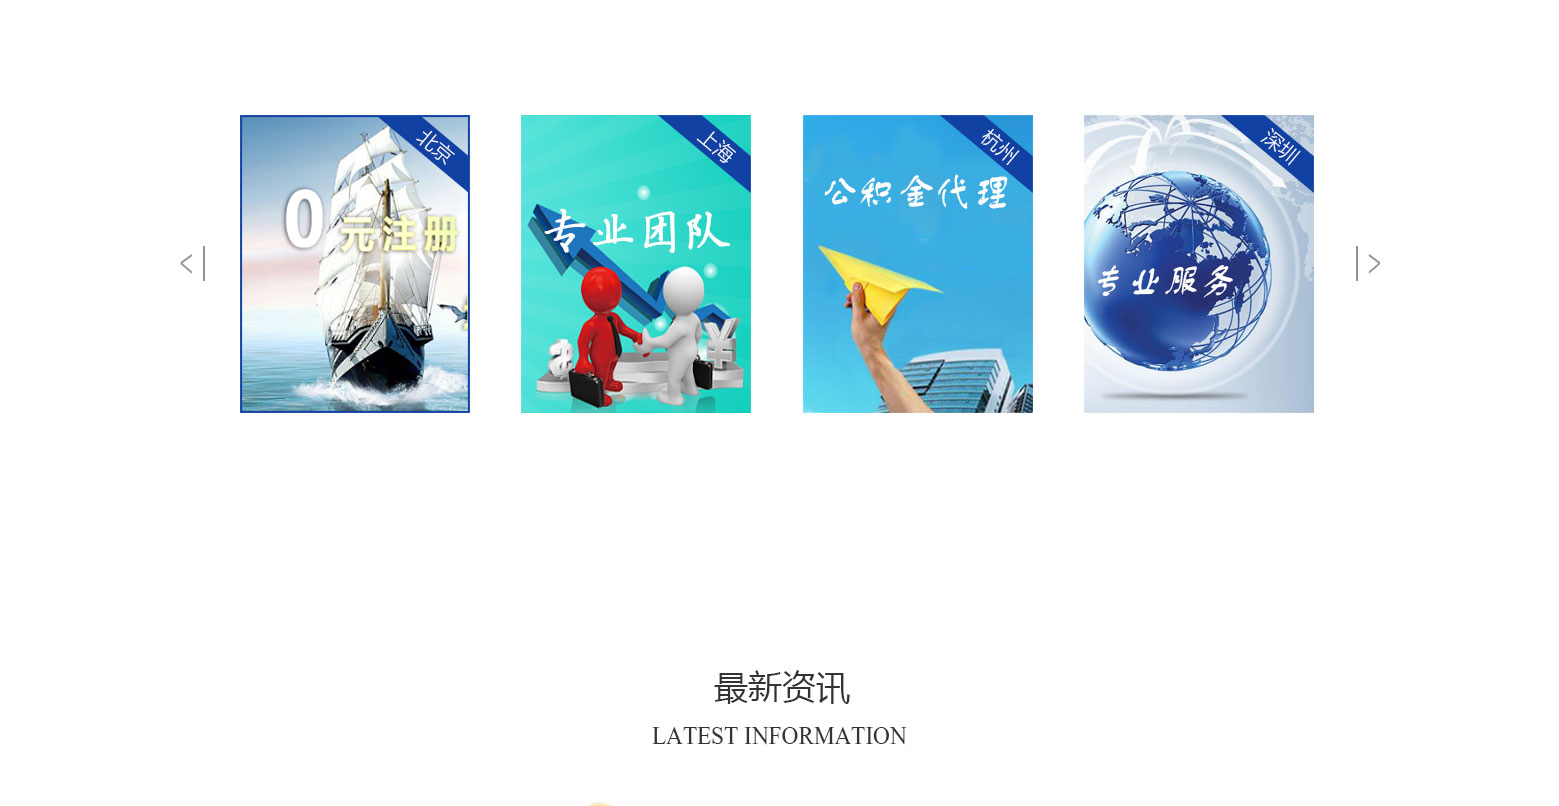 北京
0元注册
上海
专业团队
杭州
公积金代理
深圳
专业服务
最新资讯
LATEST INFORMATION